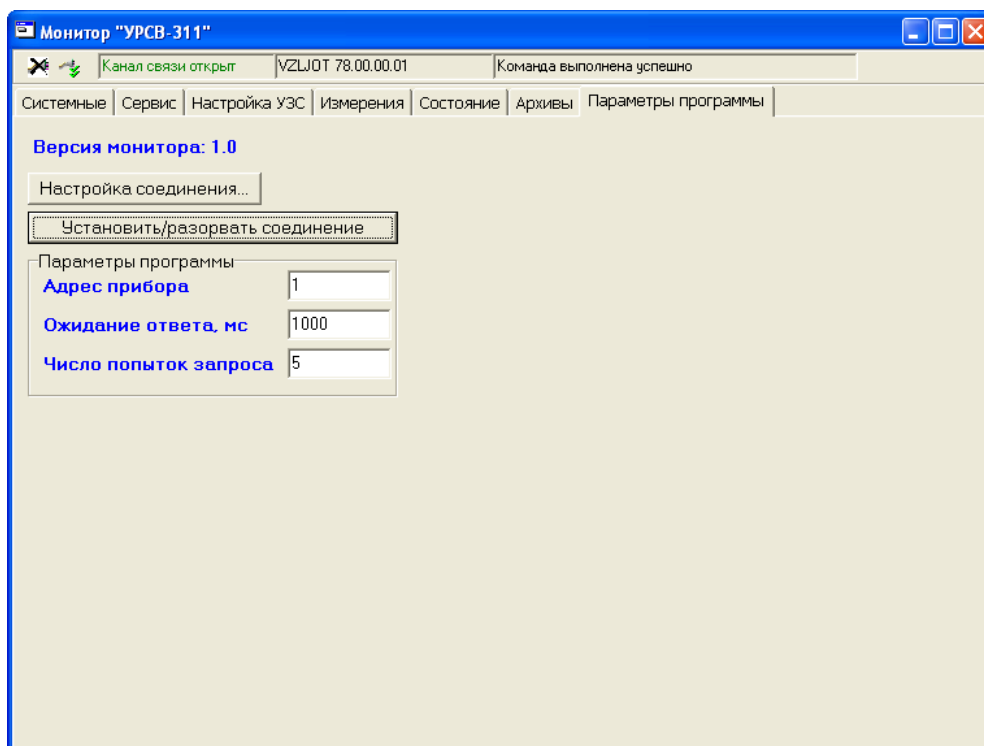 Монитор "УРСВ-311"
Канал связи открыт VZLJOT 78.00.00.01 Команда выполнена успешно
Системные Сервис Настройка УЗС Измерения Состояние Архивы Параметры программы
Версия монитора: 1.0
Настройка соединения...
Установить/разорвать соединение
Параметры программы
Адрес прибора 1
Ожидание ответа, мс 1000
Число попыток запроса 5